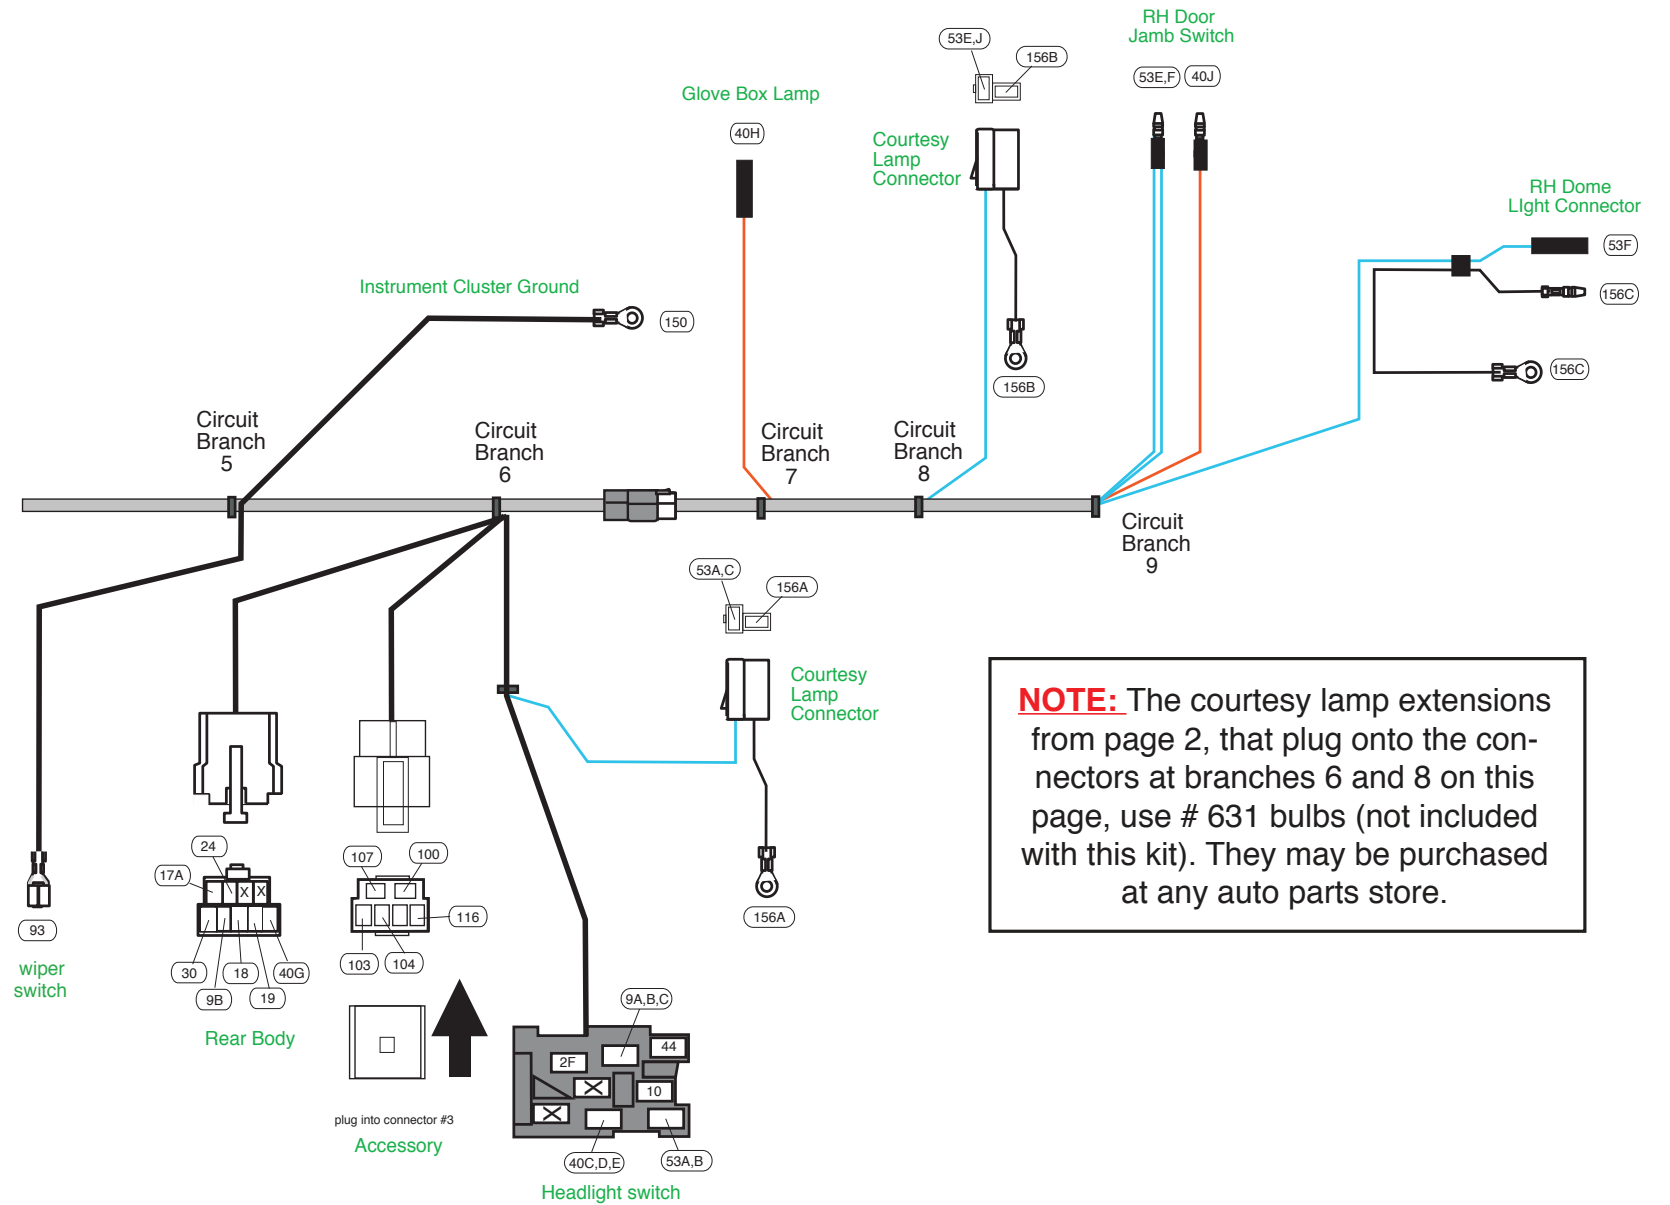 RH Door
Jamb Switch
53E,J
156B
53E,F
40J
Glove Box Lamp
40H
Courtesy
Lamp
Connector
RH Dome
LIght Connector
53F
156C
156C
Instrument Cluster Ground
150
156B
Circuit
Branch
5
Circuit
Branch
6
Circuit
Branch
7
Circuit
Branch
8
Circuit
Branch
9
53A,C
156A
Courtesy
Lamp
Connector
156A
NOTE: The courtesy lamp extensions
from page 2, that plug onto the con-
nectors at branches 6 and 8 on this
page, use # 631 bulbs (not included
with this kit). They may be purchased
at any auto parts store.
93
wiper
switch
24
17A
X
X
30
9B
18
19
40G
Rear Body
107
100
116
103
104
plug into connector #3
Accessory
9A,B,C
44
2F
X
10
X
40C,D,E
53A,B
Headlight switch